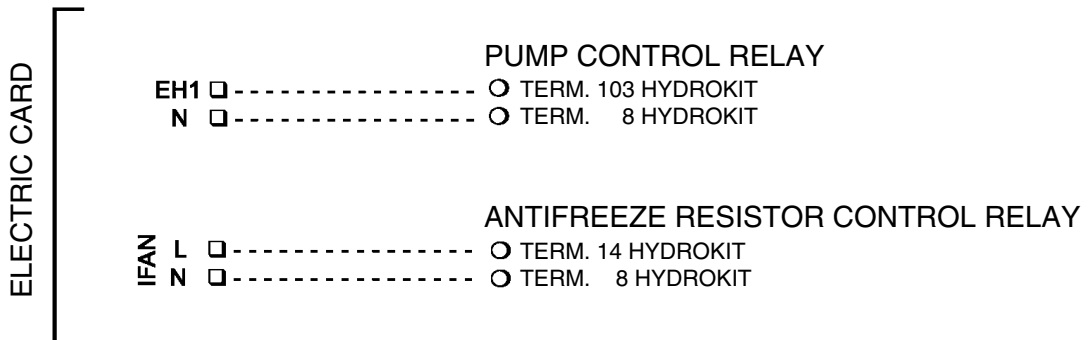 ELECTRIC CARD
PUMP CONTROL RELAY
EH1 TERM. 103 HYDROKIT
N TERM. 8 HYDROKIT
ANTIFREEZE RESISTOR CONTROL RELAY
IFAN
L TERM. 14 HYDROKIT
N TERM. 8 HYDROKIT